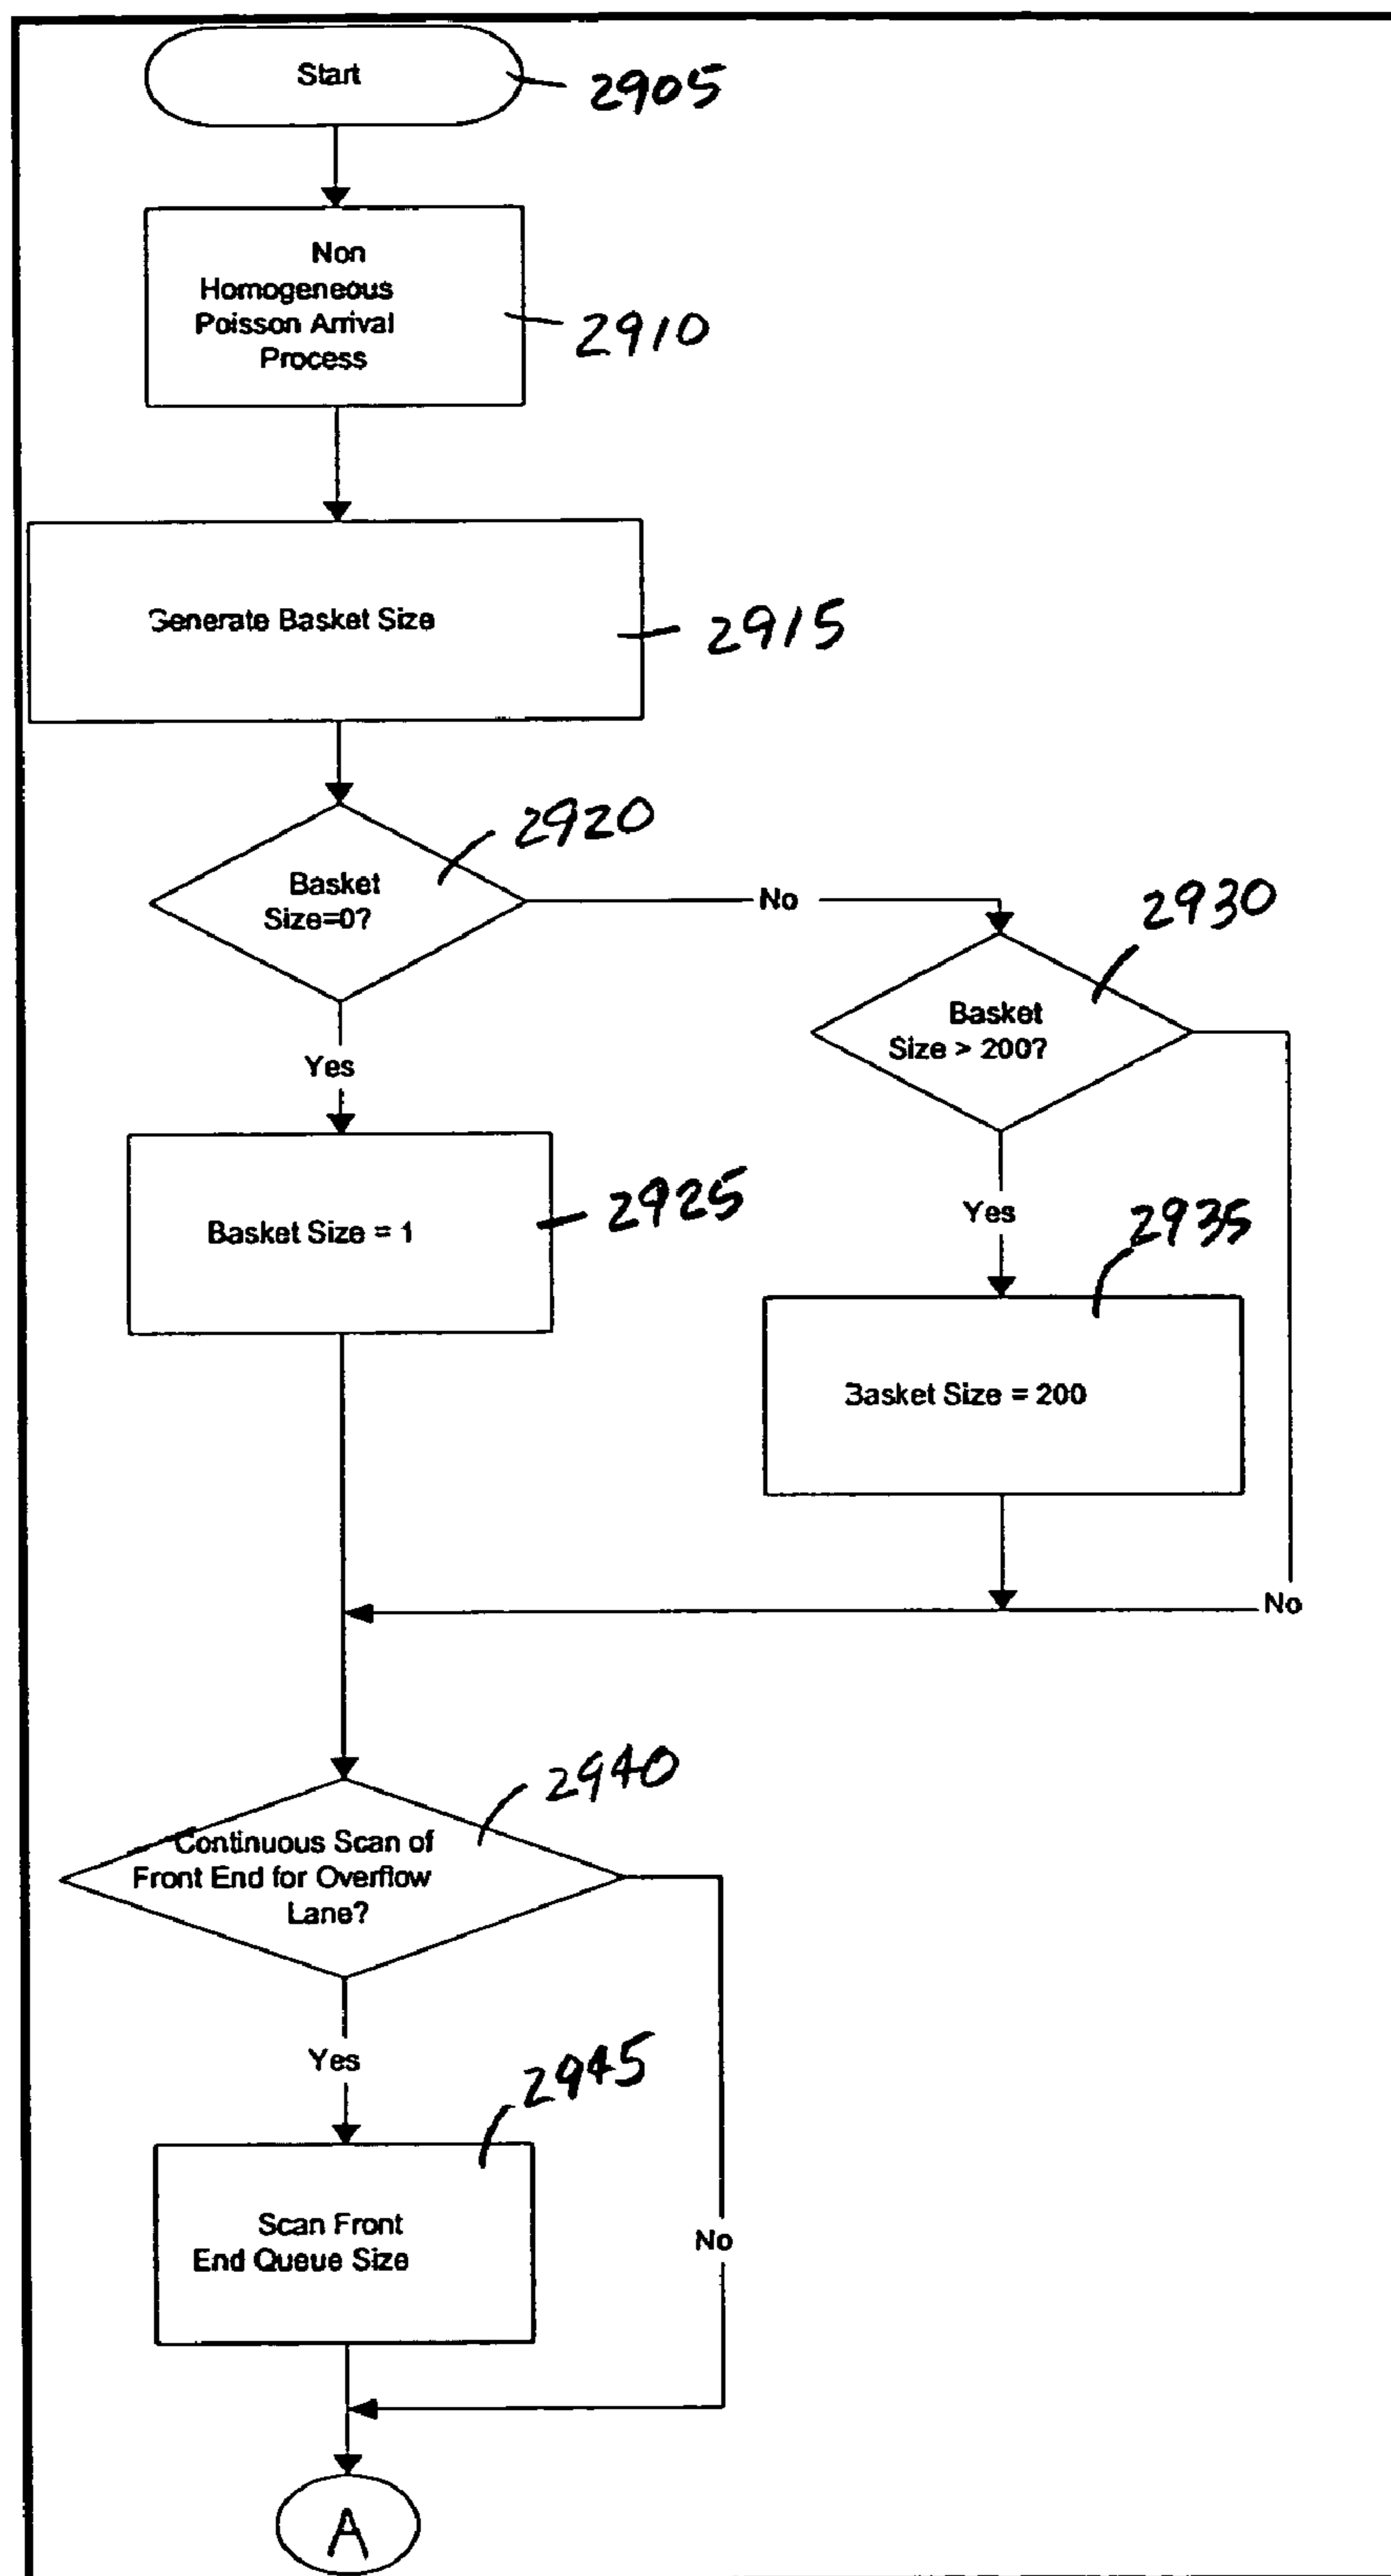 Start
2905
Non
Homogeneous
Poisson Arrival
Process
2910
Generate Basket Size
2915
2920
Basket
Size=0?
No
2930
Basket
Size > 200?
Yes
Yes
2925
Basket Size = 1
2935
Basket Size = 200
No
2940
Continuous Scan of
Front End for Overflow
Lane?
Yes
2945
Scan Front
End Queue Size
No
A